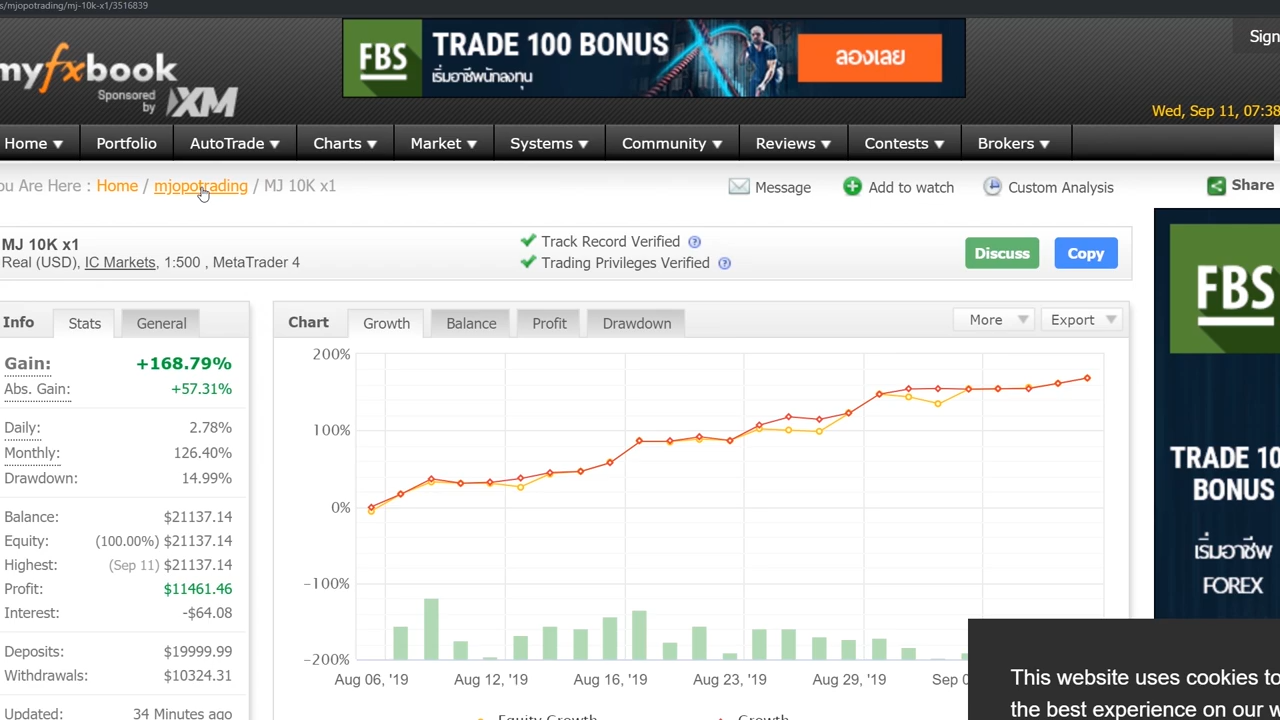 s/mjopotrading/mj-10k-x1/3516839
myfxbook
Sponsored by XM
FBS TRADE 100 BONUS
เริ่มอาชีพนักลงทุน
ลองเลย
Sign
Wed, Sep 11, 07:38
Home ▼ Portfolio AutoTrade ▼ Charts ▼ Market ▼ Systems ▼ Community ▼ Reviews ▼ Contests ▼ Brokers ▼
ou Are Here : Home / mjopotrading / MJ 10K x1
Message Add to watch Custom Analysis Share
MJ 10K x1
Real (USD), IC Markets, 1:500 , MetaTrader 4
Track Record Verified ?
Trading Privileges Verified ?
Discuss Copy
Info Stats General
Gain: +168.79%
Abs. Gain: +57.31%
Daily: 2.78%
Monthly: 126.40%
Drawdown: 14.99%
Balance: $21137.14
Equity: (100.00%) $21137.14
Highest: (Sep 11) $21137.14
Profit: $11461.46
Interest: -$64.08
Deposits: $19999.99
Withdrawals: $10324.31
Updated: 34 Minutes ago
Chart Growth Balance Profit Drawdown More Export
200%
100%
0%
-100%
-200%
Aug 06, '19 Aug 12, '19 Aug 16, '19 Aug 23, '19 Aug 29, '19 Sep 0
Equity Growth Growth
FBS
TRADE 10
BONUS
เริ่มอาชีพ
FOREX
This website uses cookies to
the best experience on our w